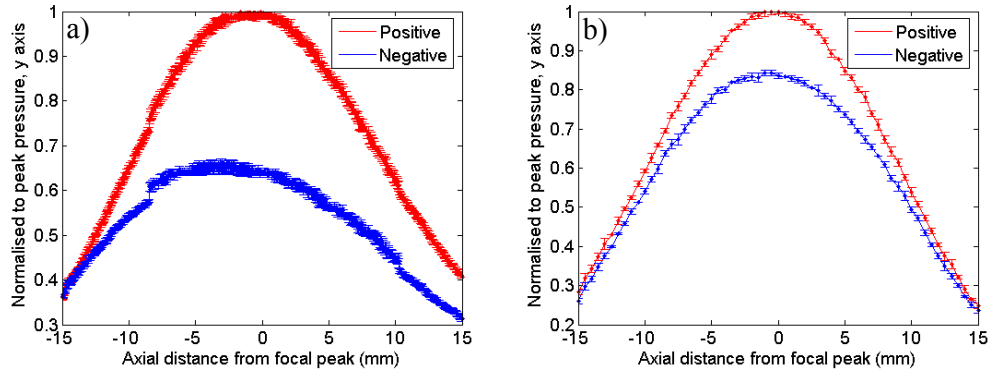 a)
Normalised to peak pressure, y axis
1
0.9
0.8
0.7
0.6
0.5
0.4
0.3
-15 -10 -5 0 5 10 15
Axial distance from focal peak (mm)
Positive
Negative
b)
Normalised to peak pressure, y axis
1
0.9
0.8
0.7
0.6
0.5
0.4
0.3
0.2
-15 -10 -5 0 5 10 15
Axial distance from focal peak (mm)
Positive
Negative